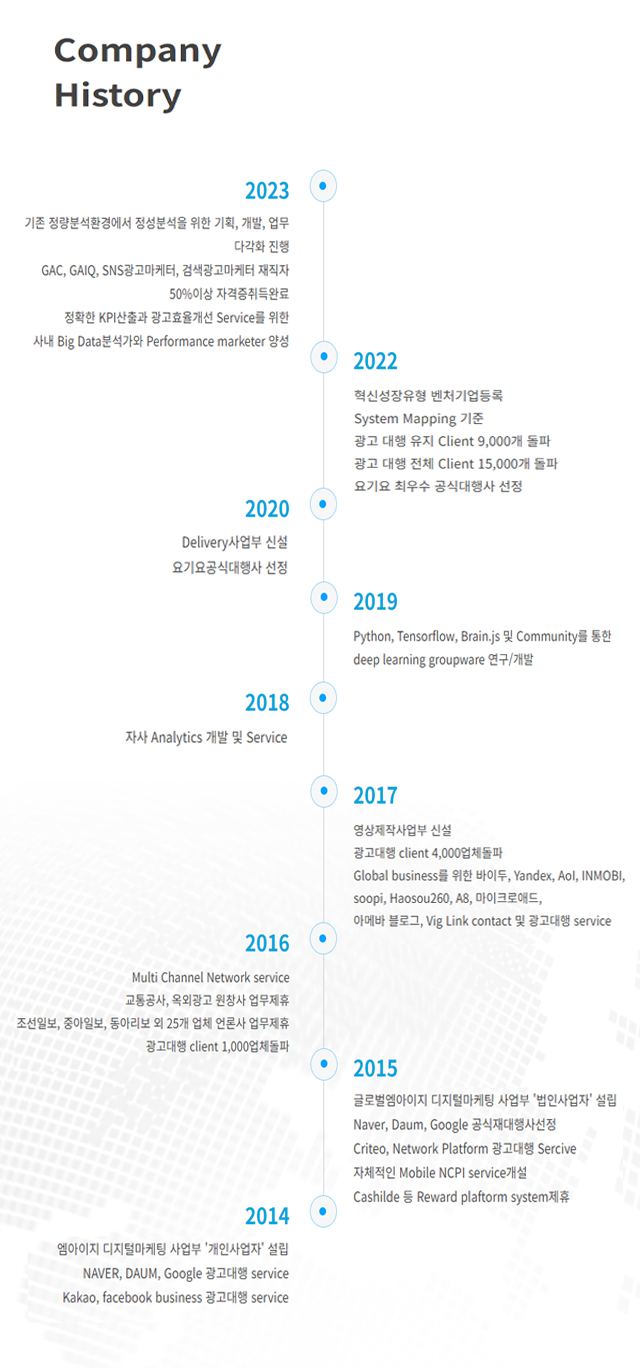 Company
History
2023
기존 정량분석환경에서 정성분석을 위한 기획, 개발, 업무
다각화 진행
GAC, GAIQ, SNS광고마케터, 검색광고마케터 재직자
50%이상 자격증취득완료
정확한 KPI산출과 광고효율개선 Service를 위한
사내 Big Data분석가와 Performance marketer 양성
2022
혁신성장유형 벤처기업등록
System Mapping 기준
광고 대행 유지 Client 9,000개 돌파
광고 대행 전체 Client 15,000개 돌파
요기요 최우수 공식대행사 선정
2020
Delivery사업부 신설
요기요공식대행사 선정
2019
Python, Tensorflow, Brain.js 및 Community를 통한
deep learning groupware 연구/개발
2018
자사 Analytics 개발 및 Service
2017
영상제작사업부 신설
광고대행 client 4,000업체돌파
Global business를 위한 바이두, Yandex, AoI, INMOBI,
soopi, Haosou260, A8, 마이크로애드,
아메바 블로그, Vig Link contact 및 광고대행 service
2016
Multi Channel Network service
교통공사, 옥외광고 원창사 업무제휴
조선일보, 중아일보, 동아리보 외 25개 업체 언론사 업무제휴
광고대행 client 1,000업체돌파
2015
글로벌엠아이지 디지털마케팅 사업부 '법인사업자' 설립
Naver, Daum, Google 공식재대행사선정
Criteo, Network Platform 광고대행 Sercive
자체적인 Mobile NCPI service개설
Cashilde 등 Reward plaftorm system제휴
2014
엠아이지 디지털마케팅 사업부 '개인사업자' 설립
NAVER, DAUM, Google 광고대행 service
Kakao, facebook business 광고대행 service